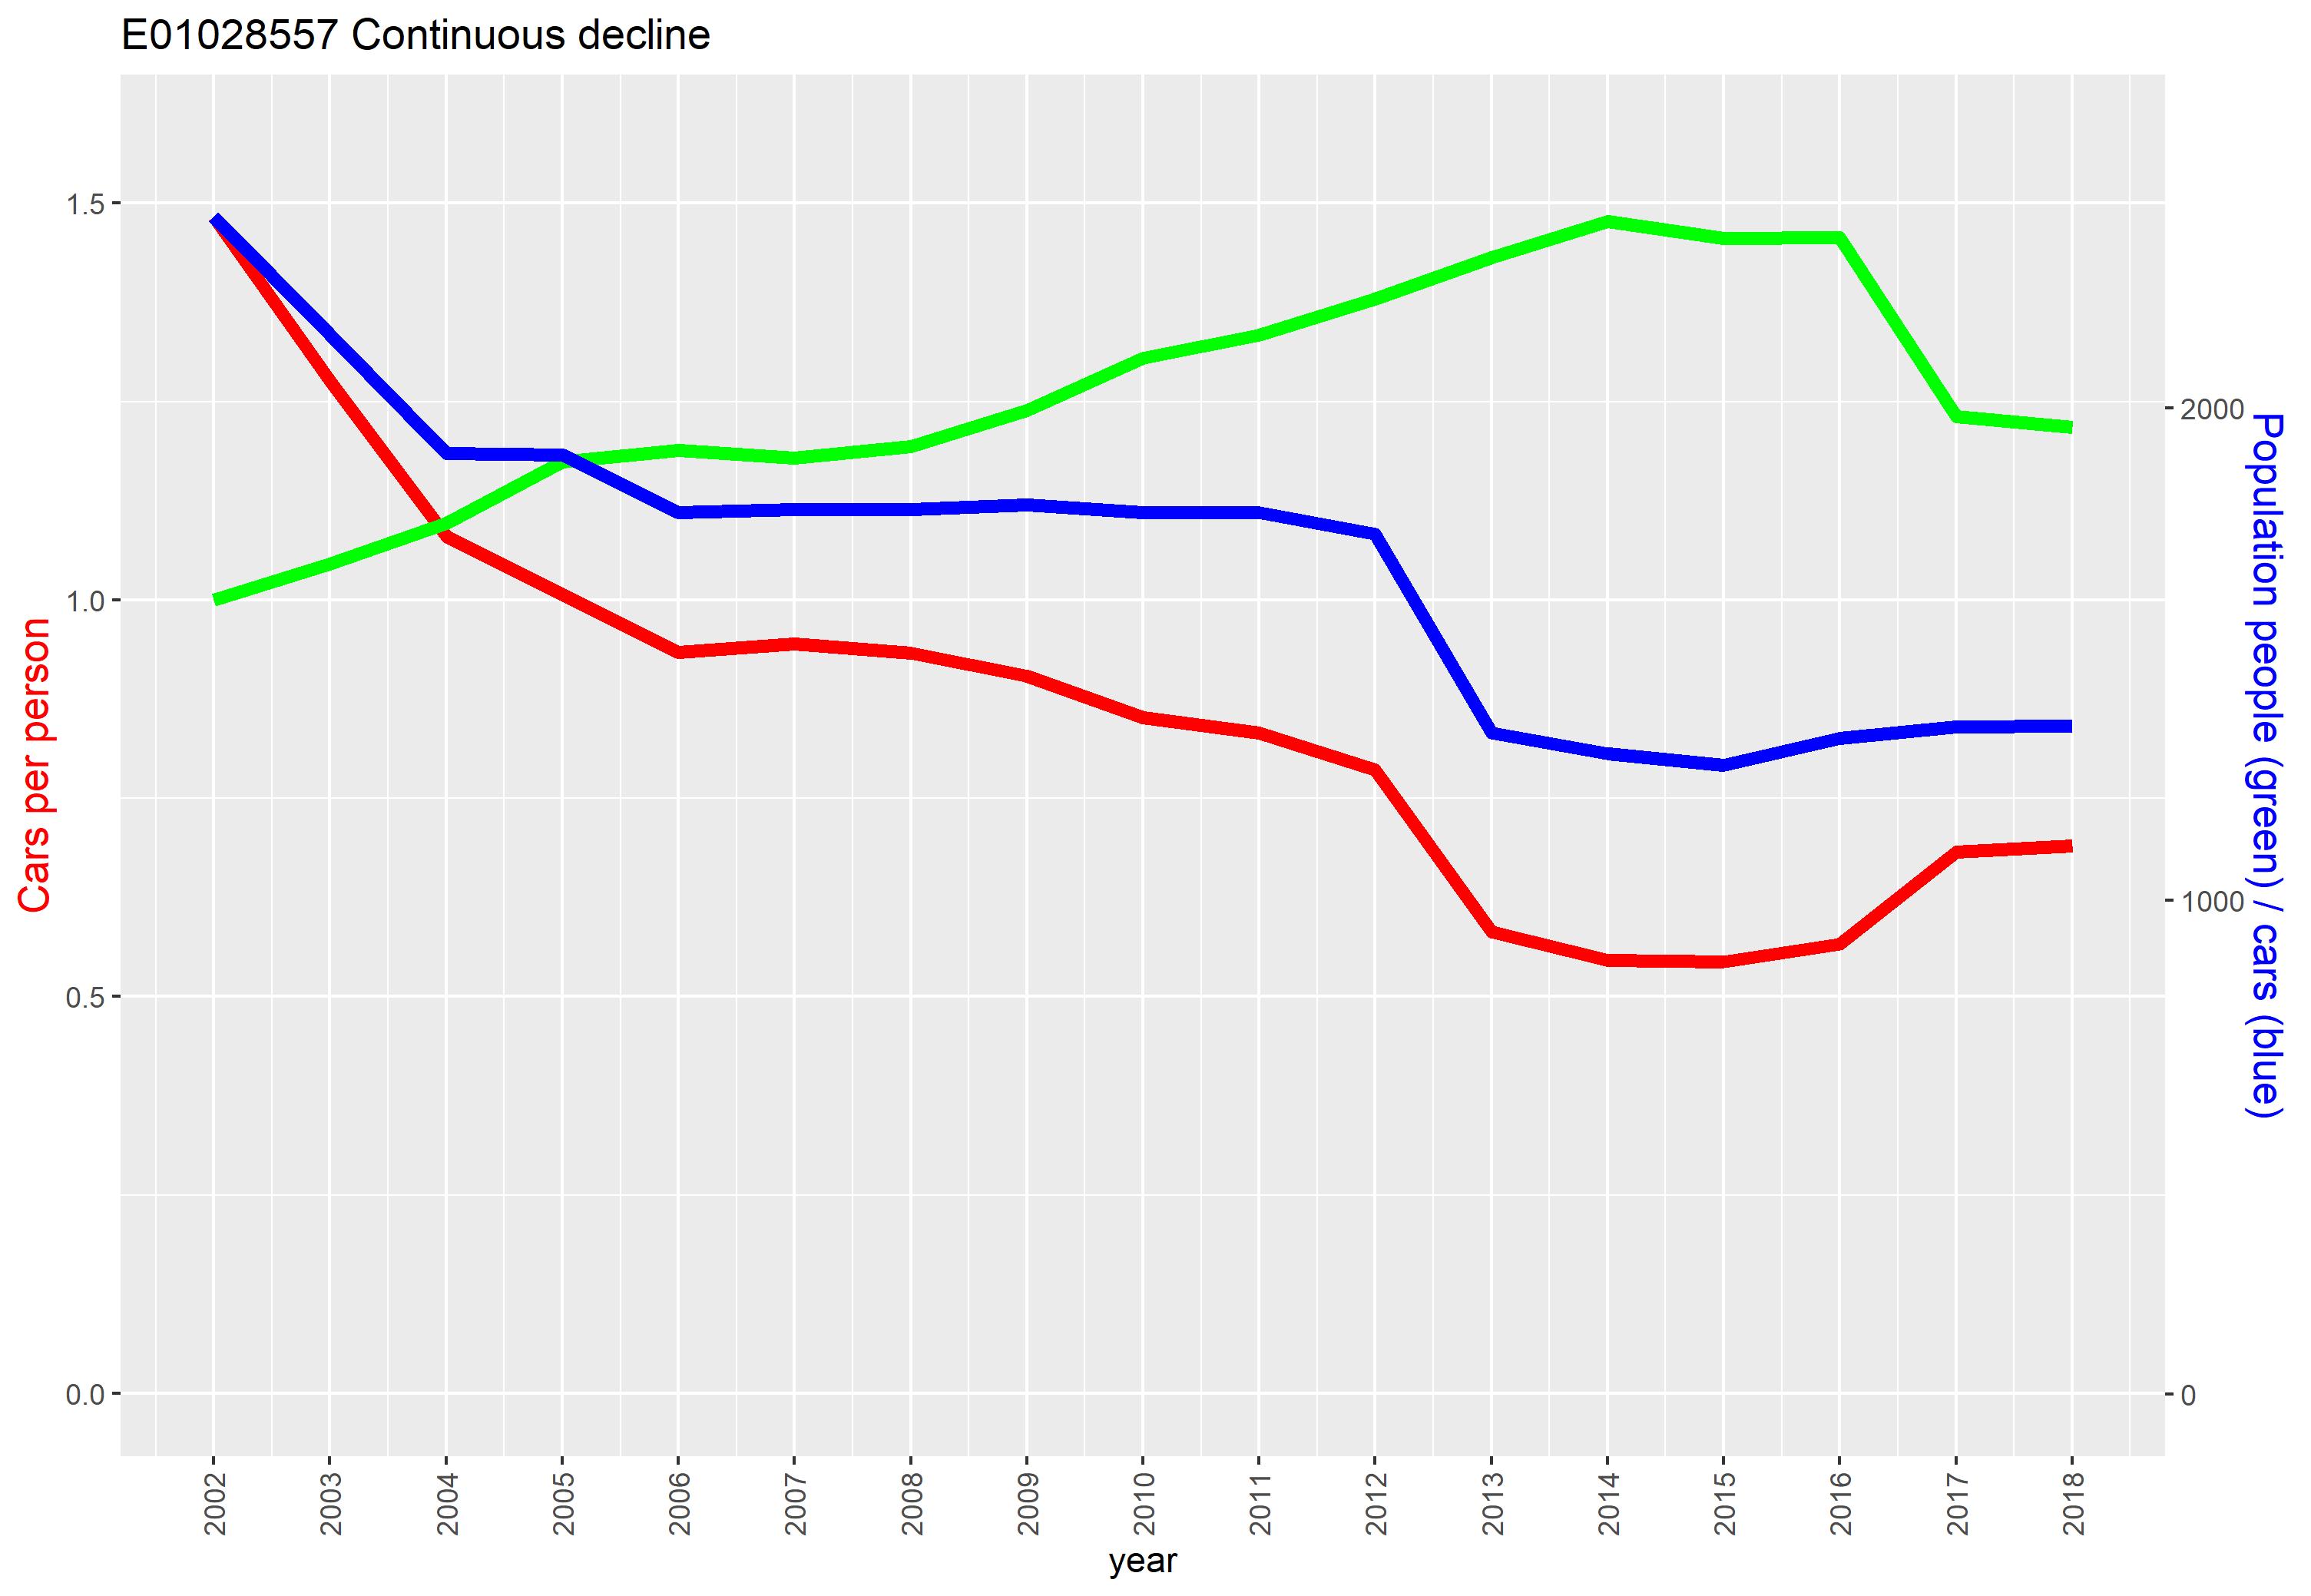 E01028557 Continuous decline
1.5
1.0
0.5
0.0
Cars per person
2000
1000
0
Population people (green) / cars (blue)
2002 2003 2004 2005 2006 2007 2008 2009 2010 2011 2012 2013 2014 2015 2016 2017 2018
year